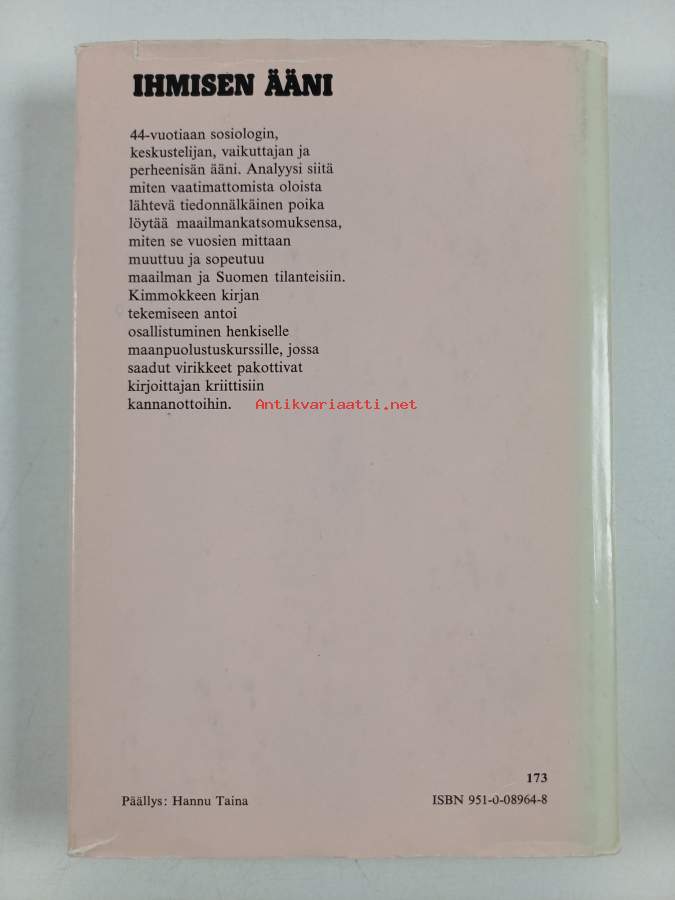 IHMISEN ÄÄNI
44-vuotiaan sosiologin,
keskustelijan, vaikuttajan ja
perheenisän ääni. Analyysi siitä
miten vaatimattomista oloista
lähtevä tiedonnälkäinen poika
löytää maailmankatsomuksensa,
miten se vuosien mittaan
muuttuu ja sopeutuu
maailman ja Suomen tilanteisiin.
Kimmokkeen kirjan
tekemiseen antoi
osallistuminen henkiselle
maanpuolustuskurssille, jossa
saadut virikkeet pakottivat
kirjoittajan kriittisiin
kannanottoihin. Antikvariaatti.net
173
Päällys: Hannu Taina ISBN 951-0-08964-8